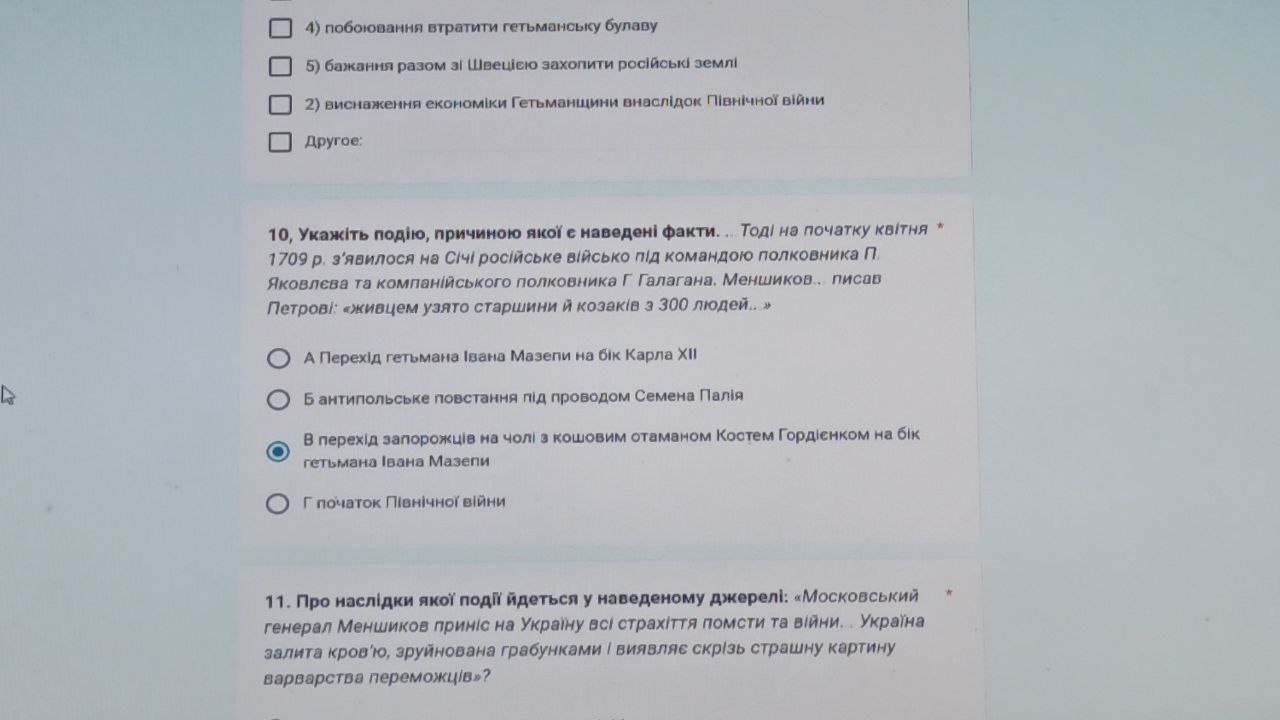 4) побоювання втратити гетьманську булаву
5) бажання разом зі Швецією захопити російські землі
2) виснаження економіки Гетьманщини внаслідок Північної війни
Другое:
10, Укажіть подію, причиною якої є наведені факти. ... Тоді на початку квітня *
1709 р. з'явилося на Січі російське військо під командою полковника П.
Яковлєва та компанійського полковника Г. Галагана. Меншиков... писав
Петрові: «живцем узято старшини й козаків з 300 людей...»
А Перехід гетьмана Івана Мазепи на бік Карла XII
Б антипольське повстання під проводом Семена Палія
В перехід запорожців на чолі з кошовим отаманом Костем Гордієнком на бік
гетьмана Івана Мазепи
Г початок Північної війни
11. Про наслідки якої події йдеться у наведеному джерелі: «Московський *
генерал Меншиков приніс на Україну всі страхіття помсти та війни... Україна
залита кров'ю, зруйнована грабунками і виявляє скрізь страшну картину
варварства переможців»?